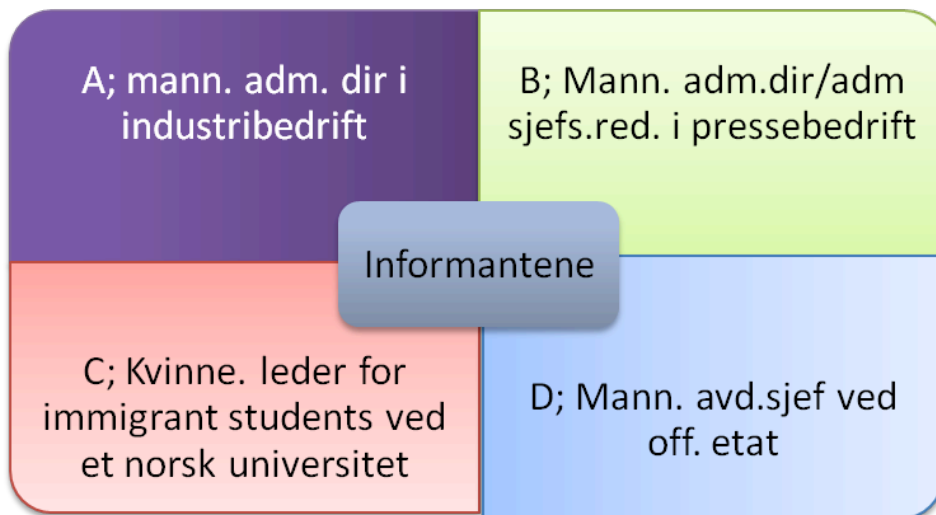 A; mann. adm. dir i
industribedrift
B; Mann. adm.dir/adm
sjefs.red. i pressebedrift
Informantene
C; Kvinne. leder for
immigrant students ved
et norsk universitet
D; Mann. avd.sjef ved
off. etat